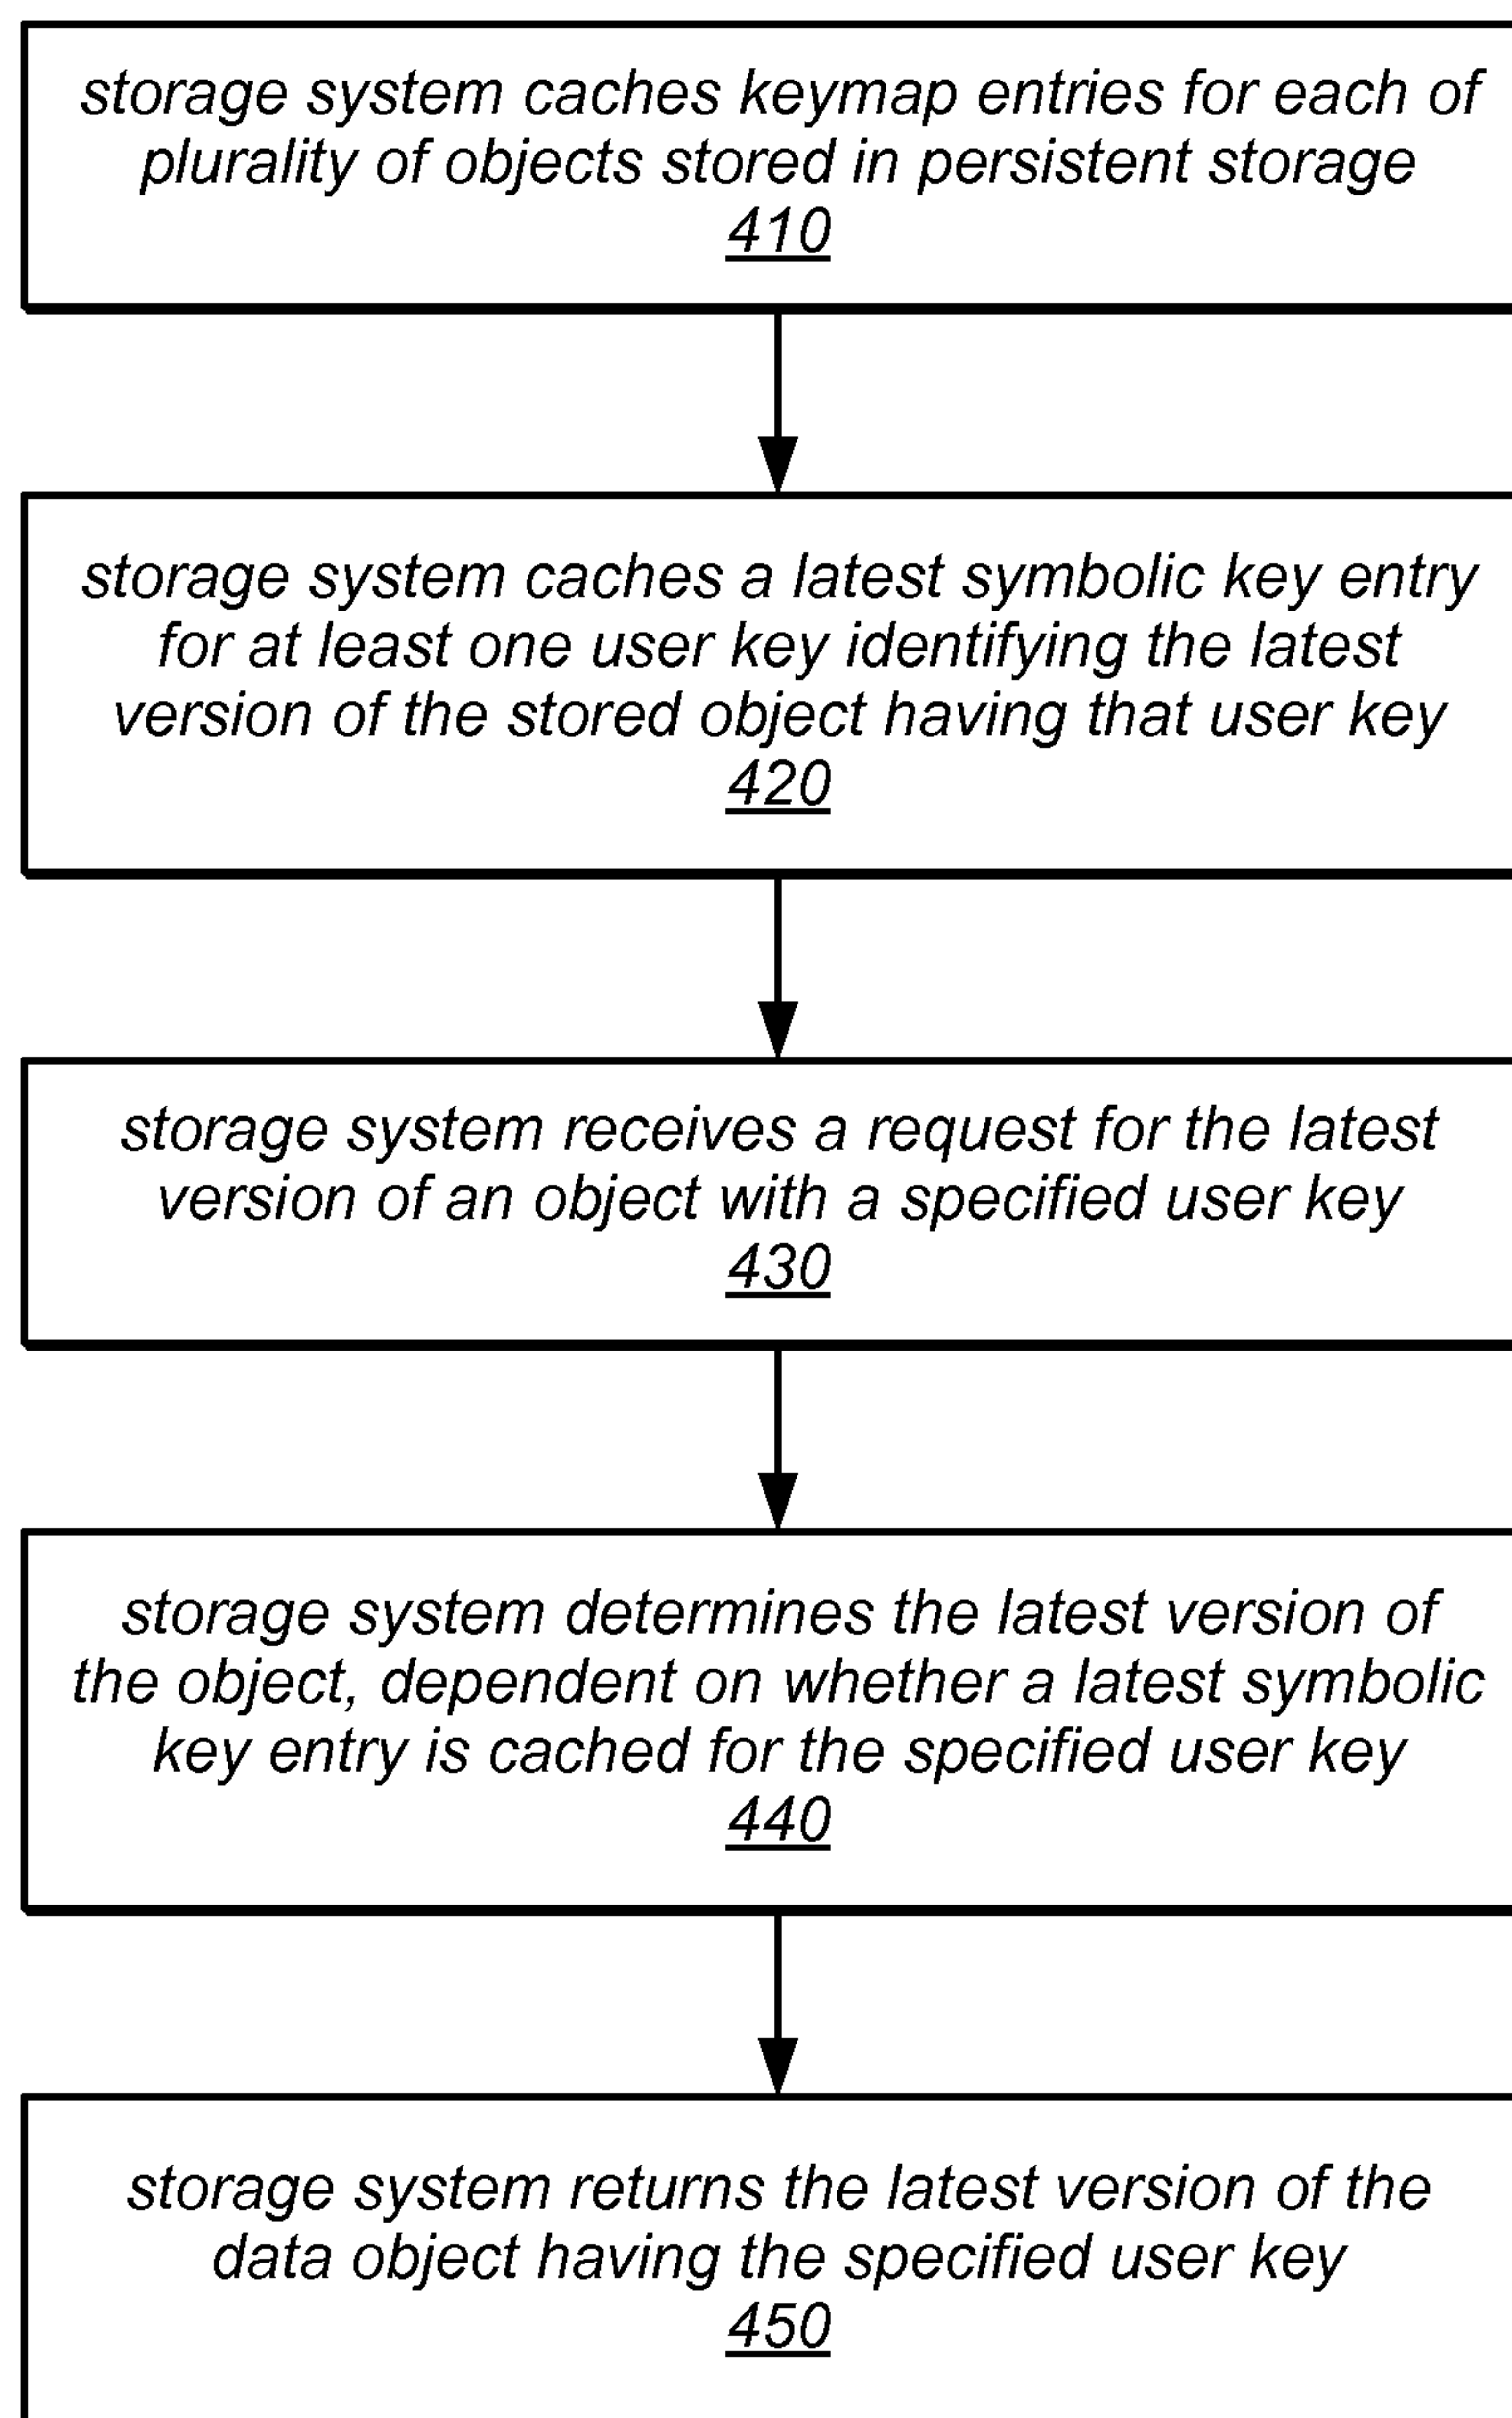 storage system caches keymap entries for each of
plurality of objects stored in persistent storage
410
storage system caches a latest symbolic key entry
for at least one user key identifying the latest
version of the stored object having that user key
420
storage system receives a request for the latest
version of an object with a specified user key
430
storage system determines the latest version of
the object, dependent on whether a latest symbolic
key entry is cached for the specified user key
440
storage system returns the latest version of the
data object having the specified user key
450